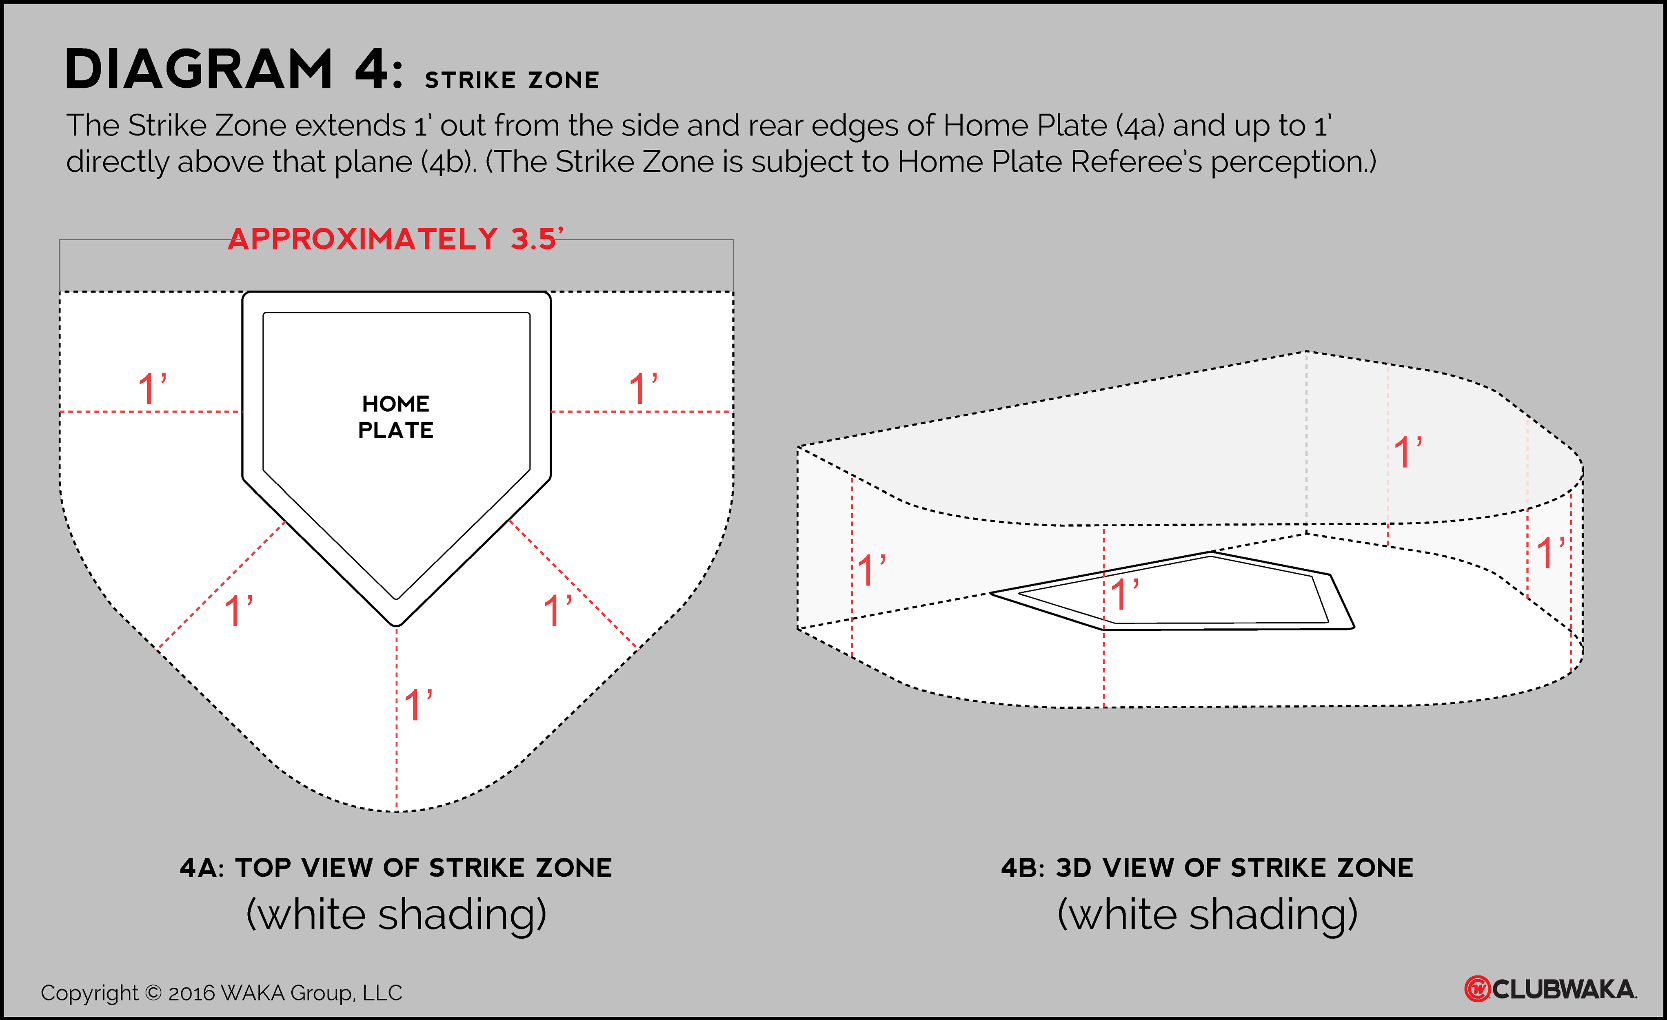 DIAGRAM 4: STRIKE ZONE
The Strike Zone extends 1' out from the side and rear edges of Home Plate (4a) and up to 1'
directly above that plane (4b). (The Strike Zone is subject to Home Plate Referee's perception.)
APPROXIMATELY 3.5'
1'
1'
HOME
PLATE
1'
1'
1'
1'
1'
1'
1'
4A: TOP VIEW OF STRIKE ZONE
(white shading)
4B: 3D VIEW OF STRIKE ZONE
(white shading)
Copyright © 2016 WAKA Group, LLC
W CLUBWAKA.